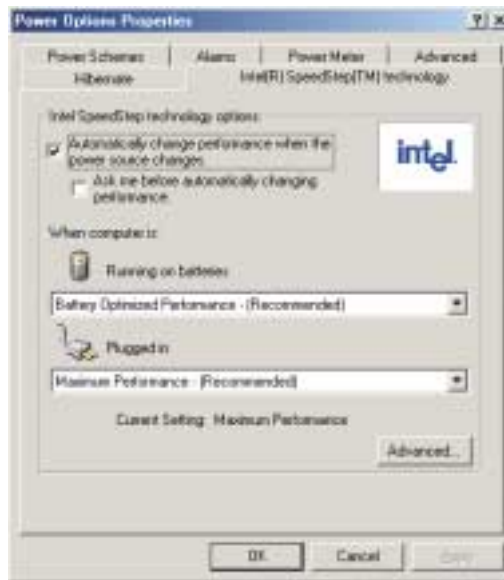 Power Options Properties
Power Schemes
Alarms
Power Meter
Advanced
Hibernate
Intel(R) SpeedStep(TM) technology
Intel SpeedStep technology options
Automatically change performance when the
power source changes
Ask me before automatically changing
performance.
intel.
When computer is:
Running on batteries
Battery Optimized Performance - (Recommended)
Plugged in
Maximum Performance - (Recommended)
Current Setting: Maximum Performance
Advanced...
OK
Cancel
Apply